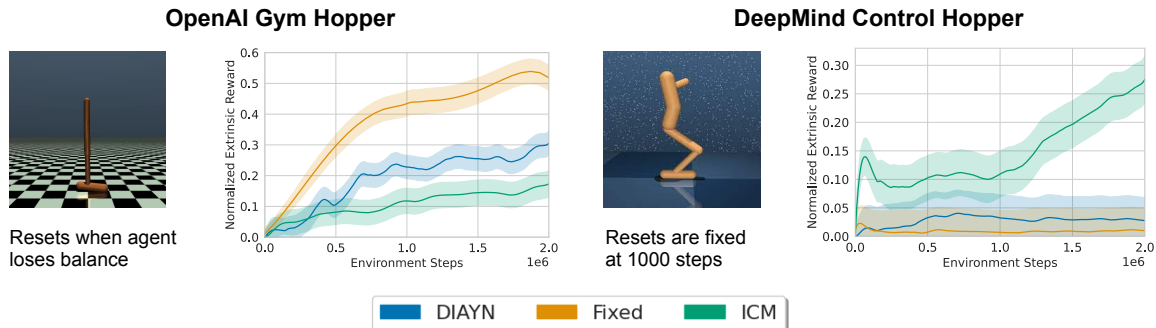 OpenAI Gym Hopper
DeepMind Control Hopper
Normalized Extrinsic Reward
0.6
0.5
0.4
0.3
0.2
0.1
0.0
0.0
0.5
1.0
1.5
2.0
1e6
Environment Steps
Resets when agent
loses balance
Normalized Extrinsic Reward
0.30
0.25
0.20
0.15
0.10
0.05
0.00
0.0
0.5
1.0
1.5
2.0
1e6
Environment Steps
Resets are fixed
at 1000 steps
DIAYN
Fixed
ICM